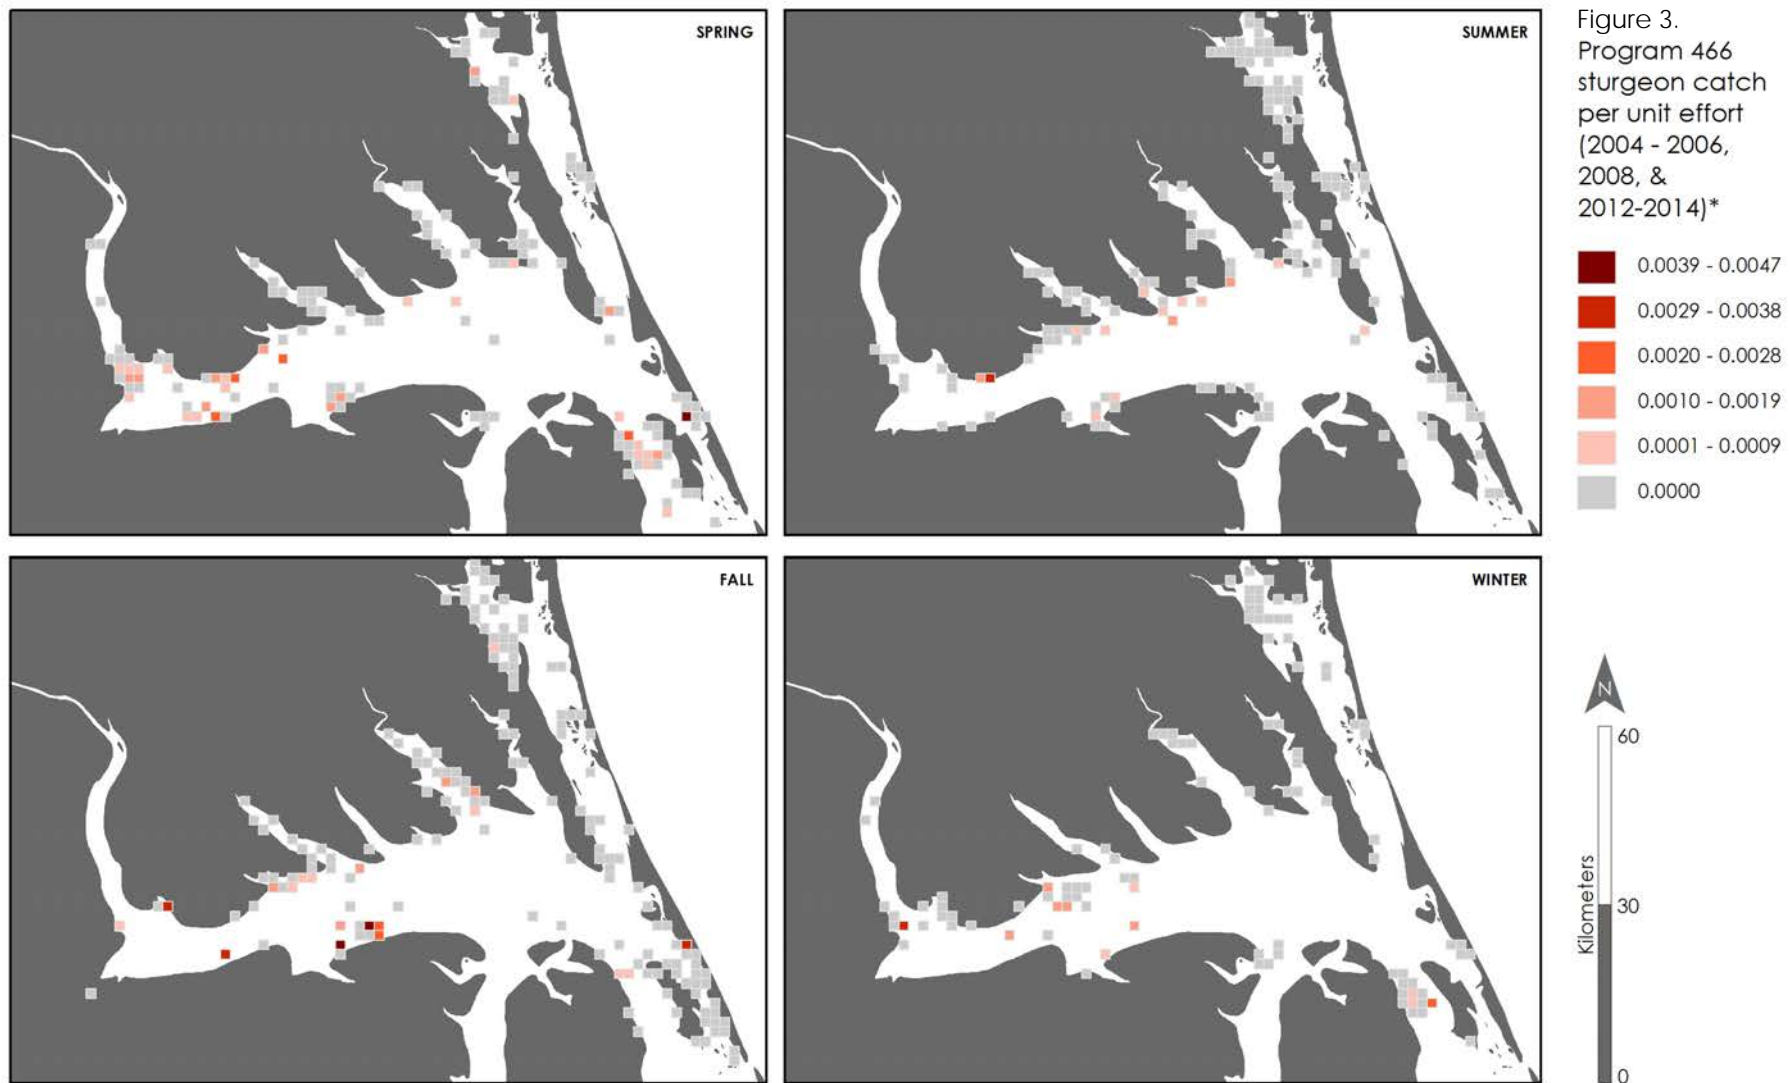 SPRING
SUMMER
Figure 3.
Program 466
sturgeon catch
per unit effort
(2004 - 2006,
2008, &
2012-2014)*
0.0039 - 0.0047
0.0029 - 0.0038
0.0020 - 0.0028
0.0010 - 0.0019
0.0001 - 0.0009
0.0000
FALL
WINTER
N
60
30
0
Kilometers